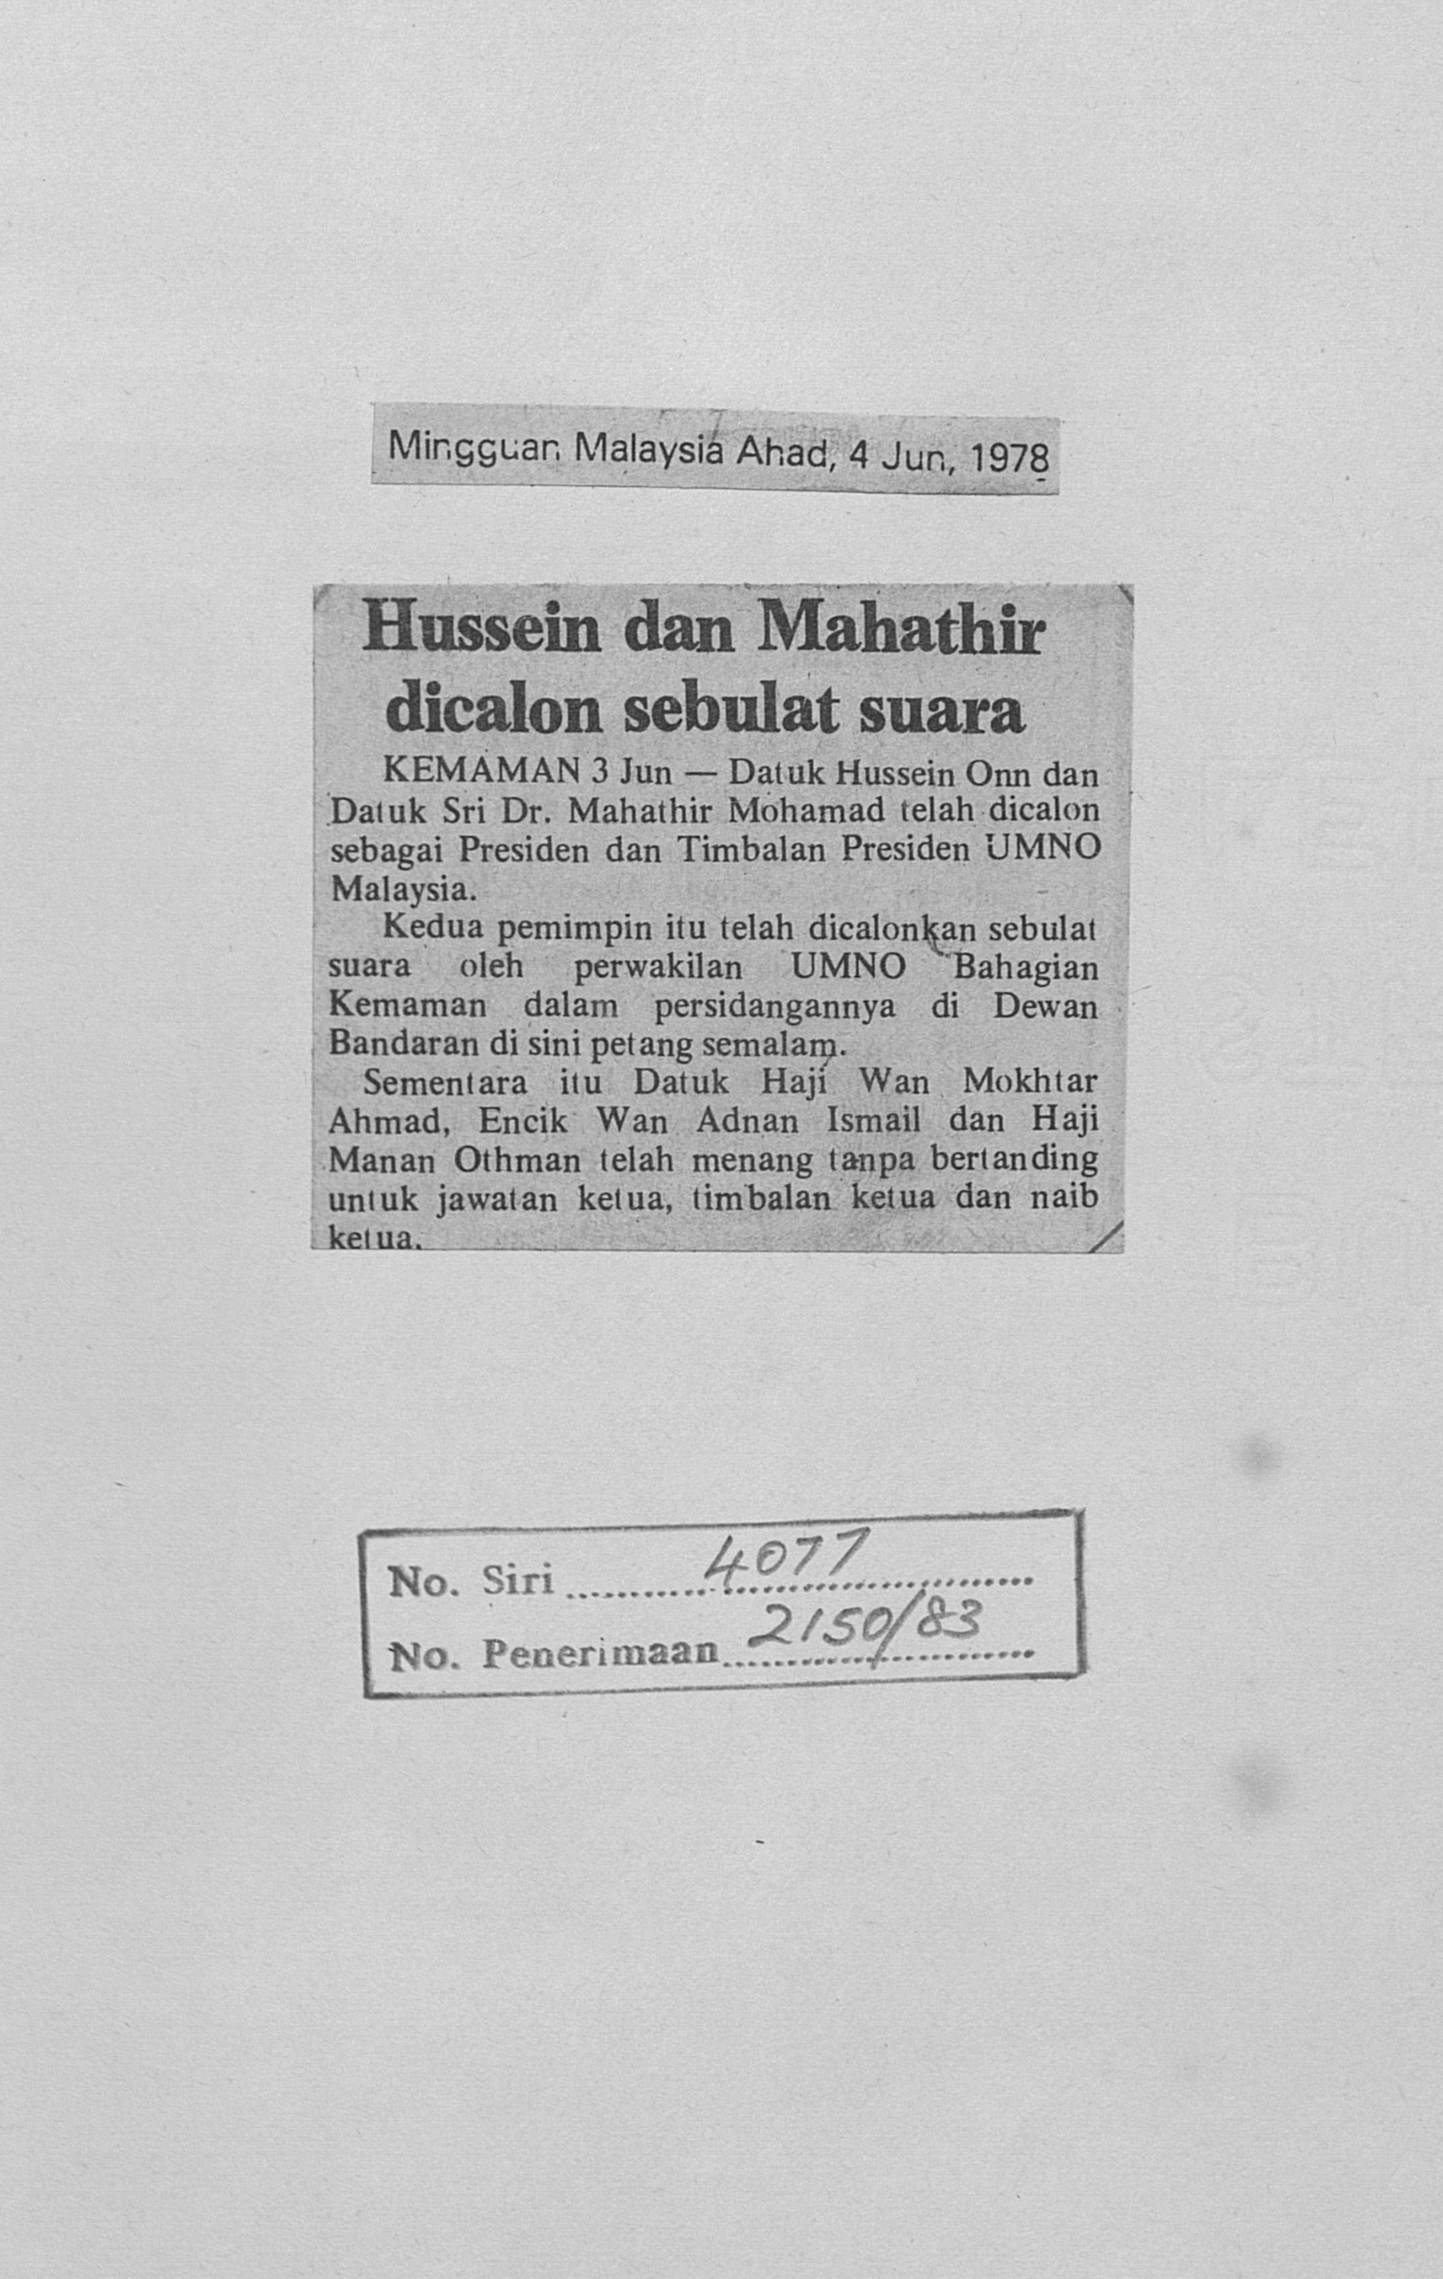 Mingguan Malaysia Ahad, 4 Jun, 1978
Hussein dan Mahathir
dicalon sebulat suara
KEMAMAN 3 Jun — Datuk Hussein Onn dan
Datuk Sri Dr. Mahathir Mohamad telah dicalon
sebagai Presiden dan Timbalan Presiden UMNO
Malaysia.
Kedua pemimpin itu telah dicalonkan sebulat
suara oleh perwakilan UMNO Bahagian
Kemaman dalam persidangannya di Dewan
Bandaran di sini petang semalam.
Sementara itu Datuk Haji Wan Mokhtar
Ahmad, Encik Wan Adnan Ismail dan Haji
Manan Othman telah menang tanpa bertanding
untuk jawatan ketua, timbalan ketua dan naib
ketua.
No. Siri 4077
No. Penerimaan 2150/83